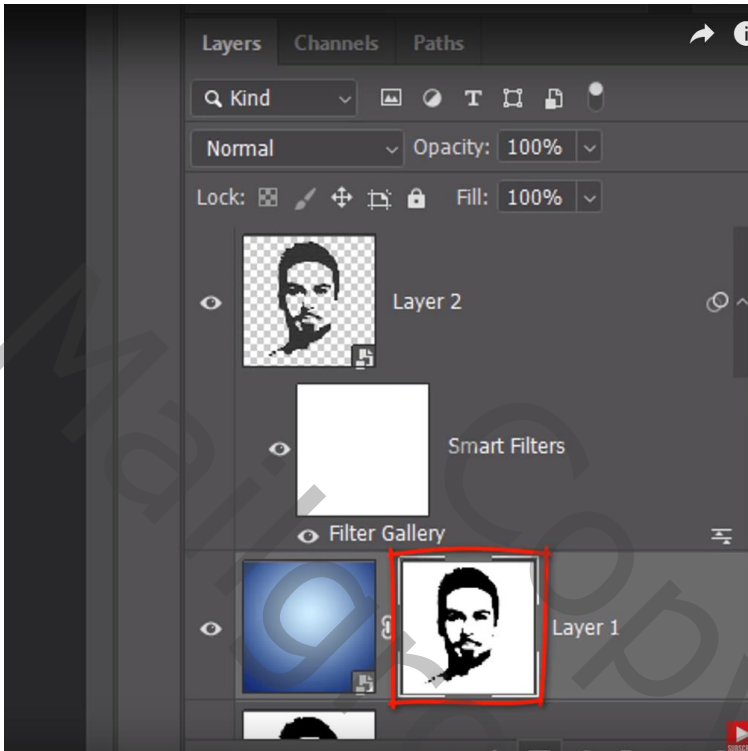 Layers Channels Paths
Kind
Normal Opacity: 100%
Lock: Fill: 100%
Layer 2
Smart Filters
Filter Gallery
Layer 1